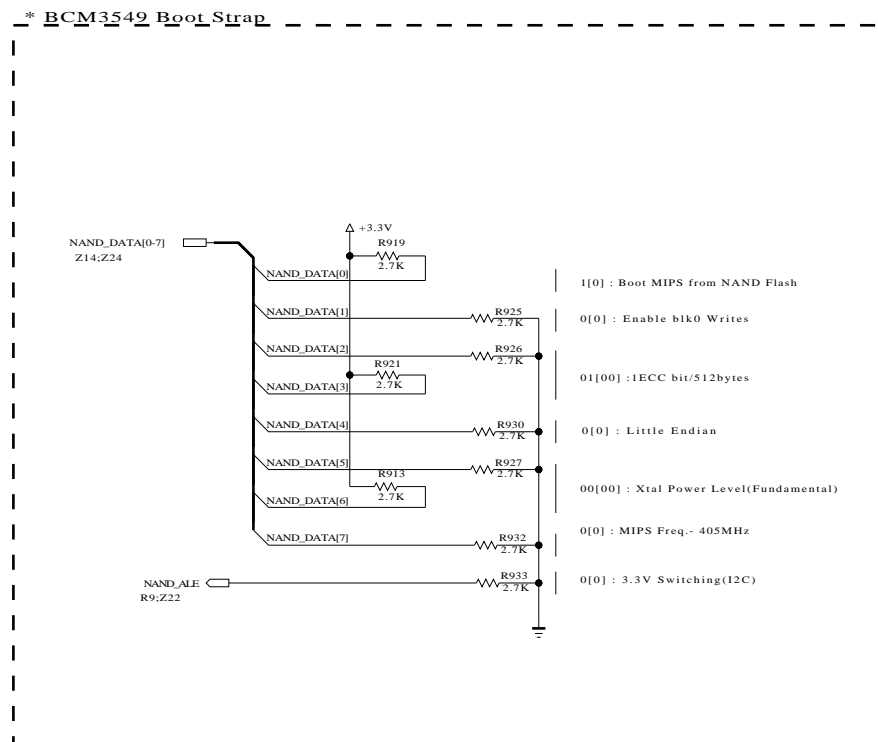 * BCM3549 Boot Strap
+3.3V
NAND_DATA[0-7]
Z14;Z24
R919
2.7K
NAND_DATA[0]
1[0] : Boot MIPS from NAND Flash
NAND_DATA[1]
R925
2.7K
0[0] : Enable blk0 Writes
NAND_DATA[2]
R926
2.7K
R921
2.7K
NAND_DATA[3]
01[00] :1ECC bit/512bytes
NAND_DATA[4]
R930
2.7K
0[0] : Little Endian
NAND_DATA[5]
R927
2.7K
R913
2.7K
NAND_DATA[6]
00[00] : Xtal Power Level(Fundamental)
NAND_DATA[7]
R932
2.7K
0[0] : MIPS Freq.- 405MHz
NAND_ALE
R9;Z22
R933
2.7K
0[0] : 3.3V Switching(I2C)